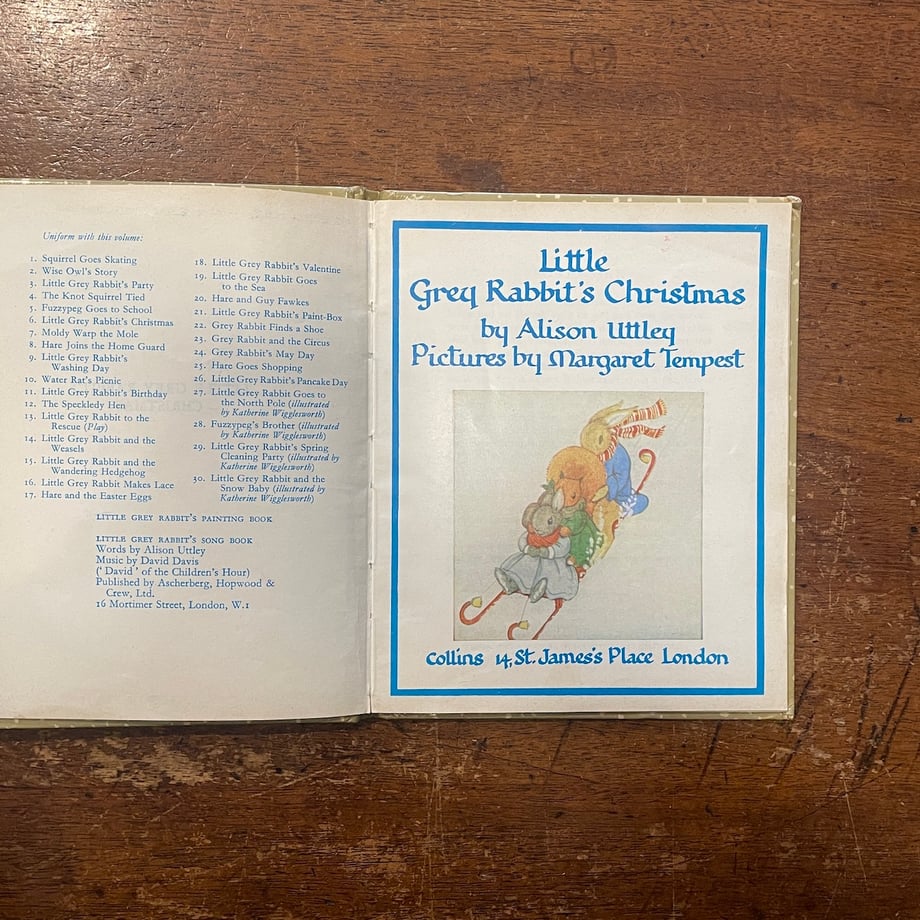 Uniform with this volume:
1. Squirrel Goes Skating
2. Wise Owl's Story
3. Little Grey Rabbit's Party
4. The Knot Squirrel Tied
5. Fuzzypeg Goes to School
6. Little Grey Rabbit's Christmas
7. Moldy Warp the Mole
8. Hare Joins the Home Guard
9. Little Grey Rabbit's
Washing Day
10. Water Rat's Picnic
11. Little Grey Rabbit's Birthday
12. The Speckledy Hen
13. Little Grey Rabbit to the
Rescue (Play)
14. Little Grey Rabbit and the
Weasels
15. Little Grey Rabbit and the
Wandering Hedgehog
16. Little Grey Rabbit Makes Lace
17. Hare and the Easter Eggs
18. Little Grey Rabbit's Valentine
19. Little Grey Rabbit Goes
to the Sea
20. Hare and Guy Fawkes
21. Little Grey Rabbit's Paint-Box
22. Grey Rabbit Finds a Shoe
23. Grey Rabbit and the Circus
24. Grey Rabbit's May Day
25. Hare Goes Shopping
26. Little Grey Rabbit's Pancake Day
27. Little Grey Rabbit Goes to
the North Pole (illustrated
by Katherine Wigglesworth)
28. Fuzzypeg's Brother (illustrated
by Katherine Wigglesworth)
29. Little Grey Rabbit's Spring
Cleaning Party (illustrated by
Katherine Wigglesworth)
30. Little Grey Rabbit and the
Snow Baby (illustrated by
Katherine Wigglesworth)
LITTLE GREY RABBIT'S PAINTING BOOK
LITTLE GREY RABBIT'S SONG BOOK
Words by Alison Uttley
Music by David Davis
('David' of the Children's Hour)
Published by Ascherberg, Hopwood &
Crew, Ltd.
16 Mortimer Street, London, W.1
Little
Grey Rabbit's Christmas
by Alison Uttley
Pictures by Margaret Tempest
Collins 14, St. James's Place London